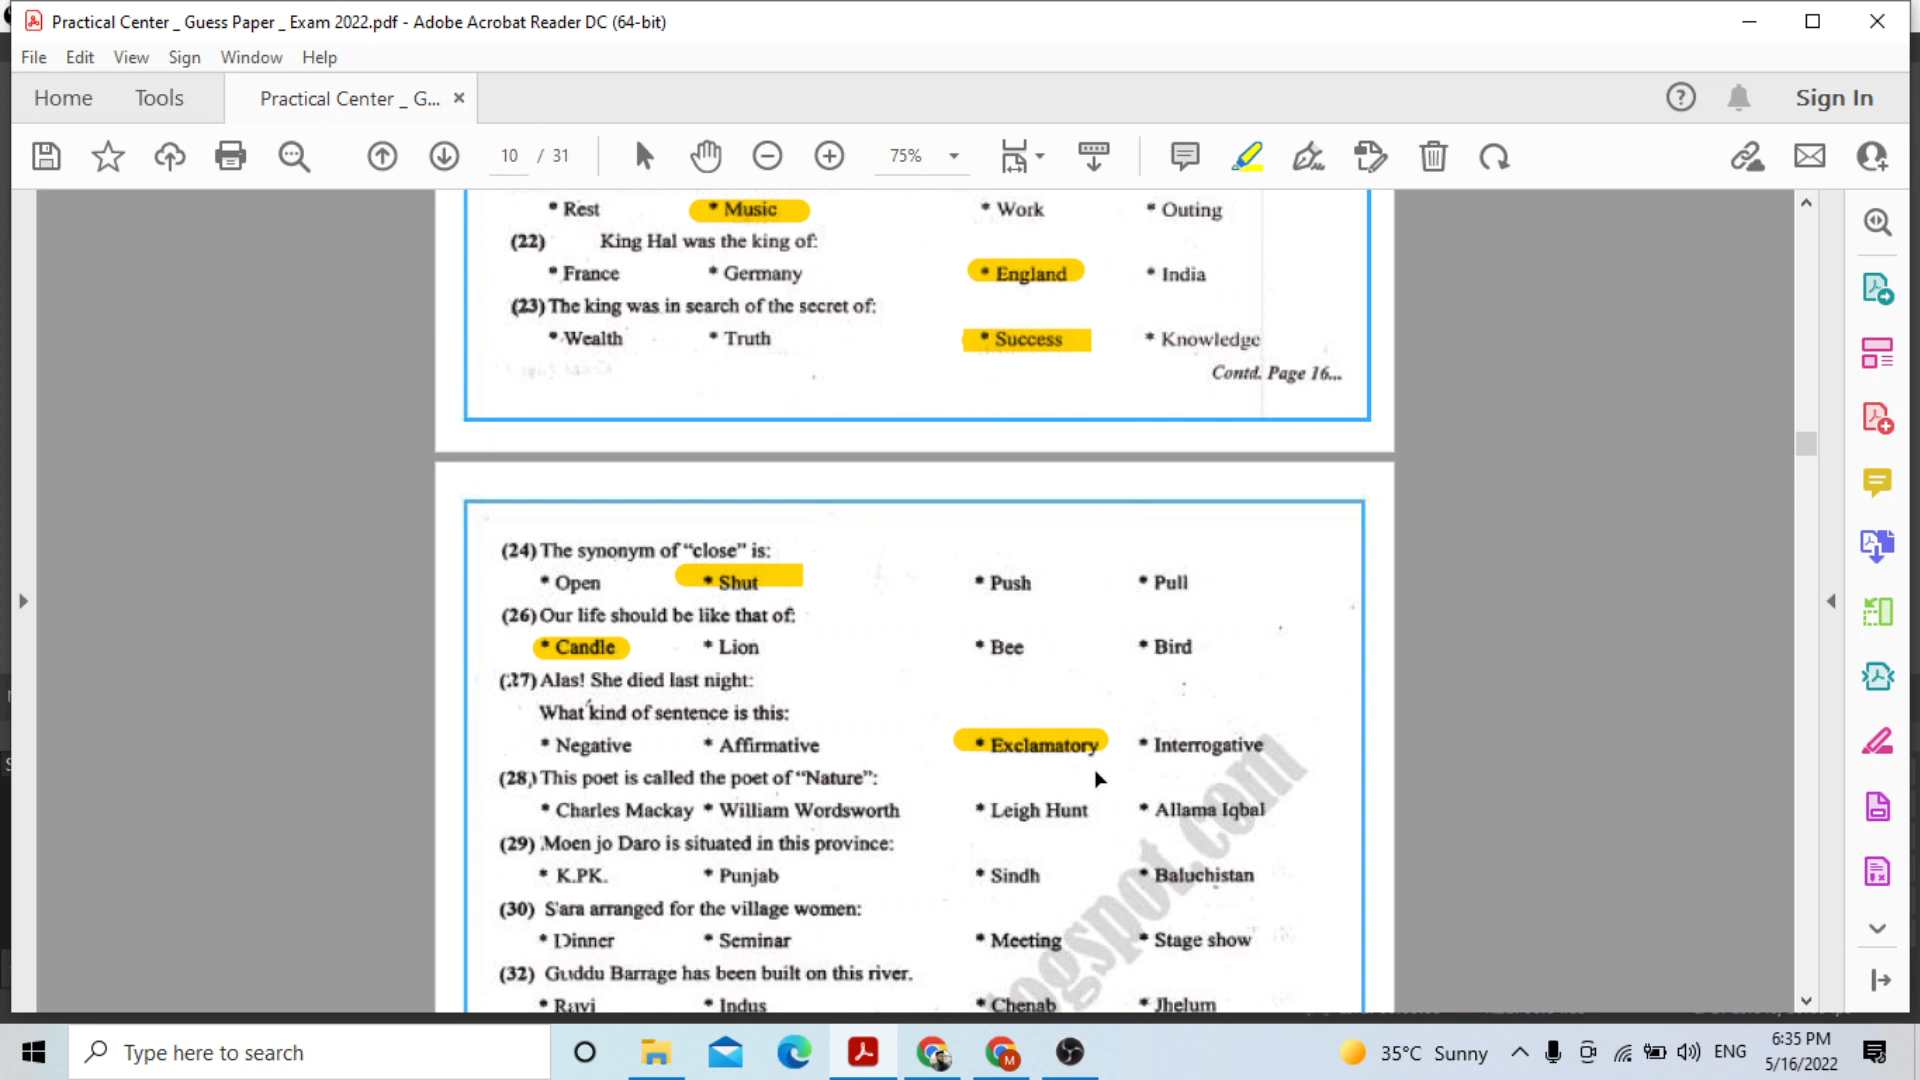 Practical Center _ Guess Paper _ Exam 2022.pdf - Adobe Acrobat Reader DC (64-bit)
File Edit View Sign Window Help
Home Tools Practical Center _ G... Sign In
10 / 31 75%
* Rest * Music * Work * Outing
(22) King Hal was the king of:
* France * Germany * England * India
(23) The king was in search of the secret of:
* Wealth * Truth * Success * Knowledge
Contd. Page 16...
(24) The synonym of “close” is:
* Open * Shut * Push * Pull
(26) Our life should be like that of:
* Candle * Lion * Bee * Bird
(27) Alas! She died last night:
What kind of sentence is this:
* Negative * Affirmative * Exclamatory * Interrogative
(28) This poet is called the poet of “Nature”:
* Charles Mackay * William Wordsworth * Leigh Hunt * Allama Iqbal
(29) Moen jo Daro is situated in this province:
* K.PK. * Punjab * Sindh * Baluchistan
(30) Sara arranged for the village women:
* Dinner * Seminar * Meeting * Stage show
(32) Guddu Barrage has been built on this river.
* Ravi * Indus * Chenab * Jhelum
ogspot.com
Type here to search
35°C Sunny ENG 6:35 PM
5/16/2022